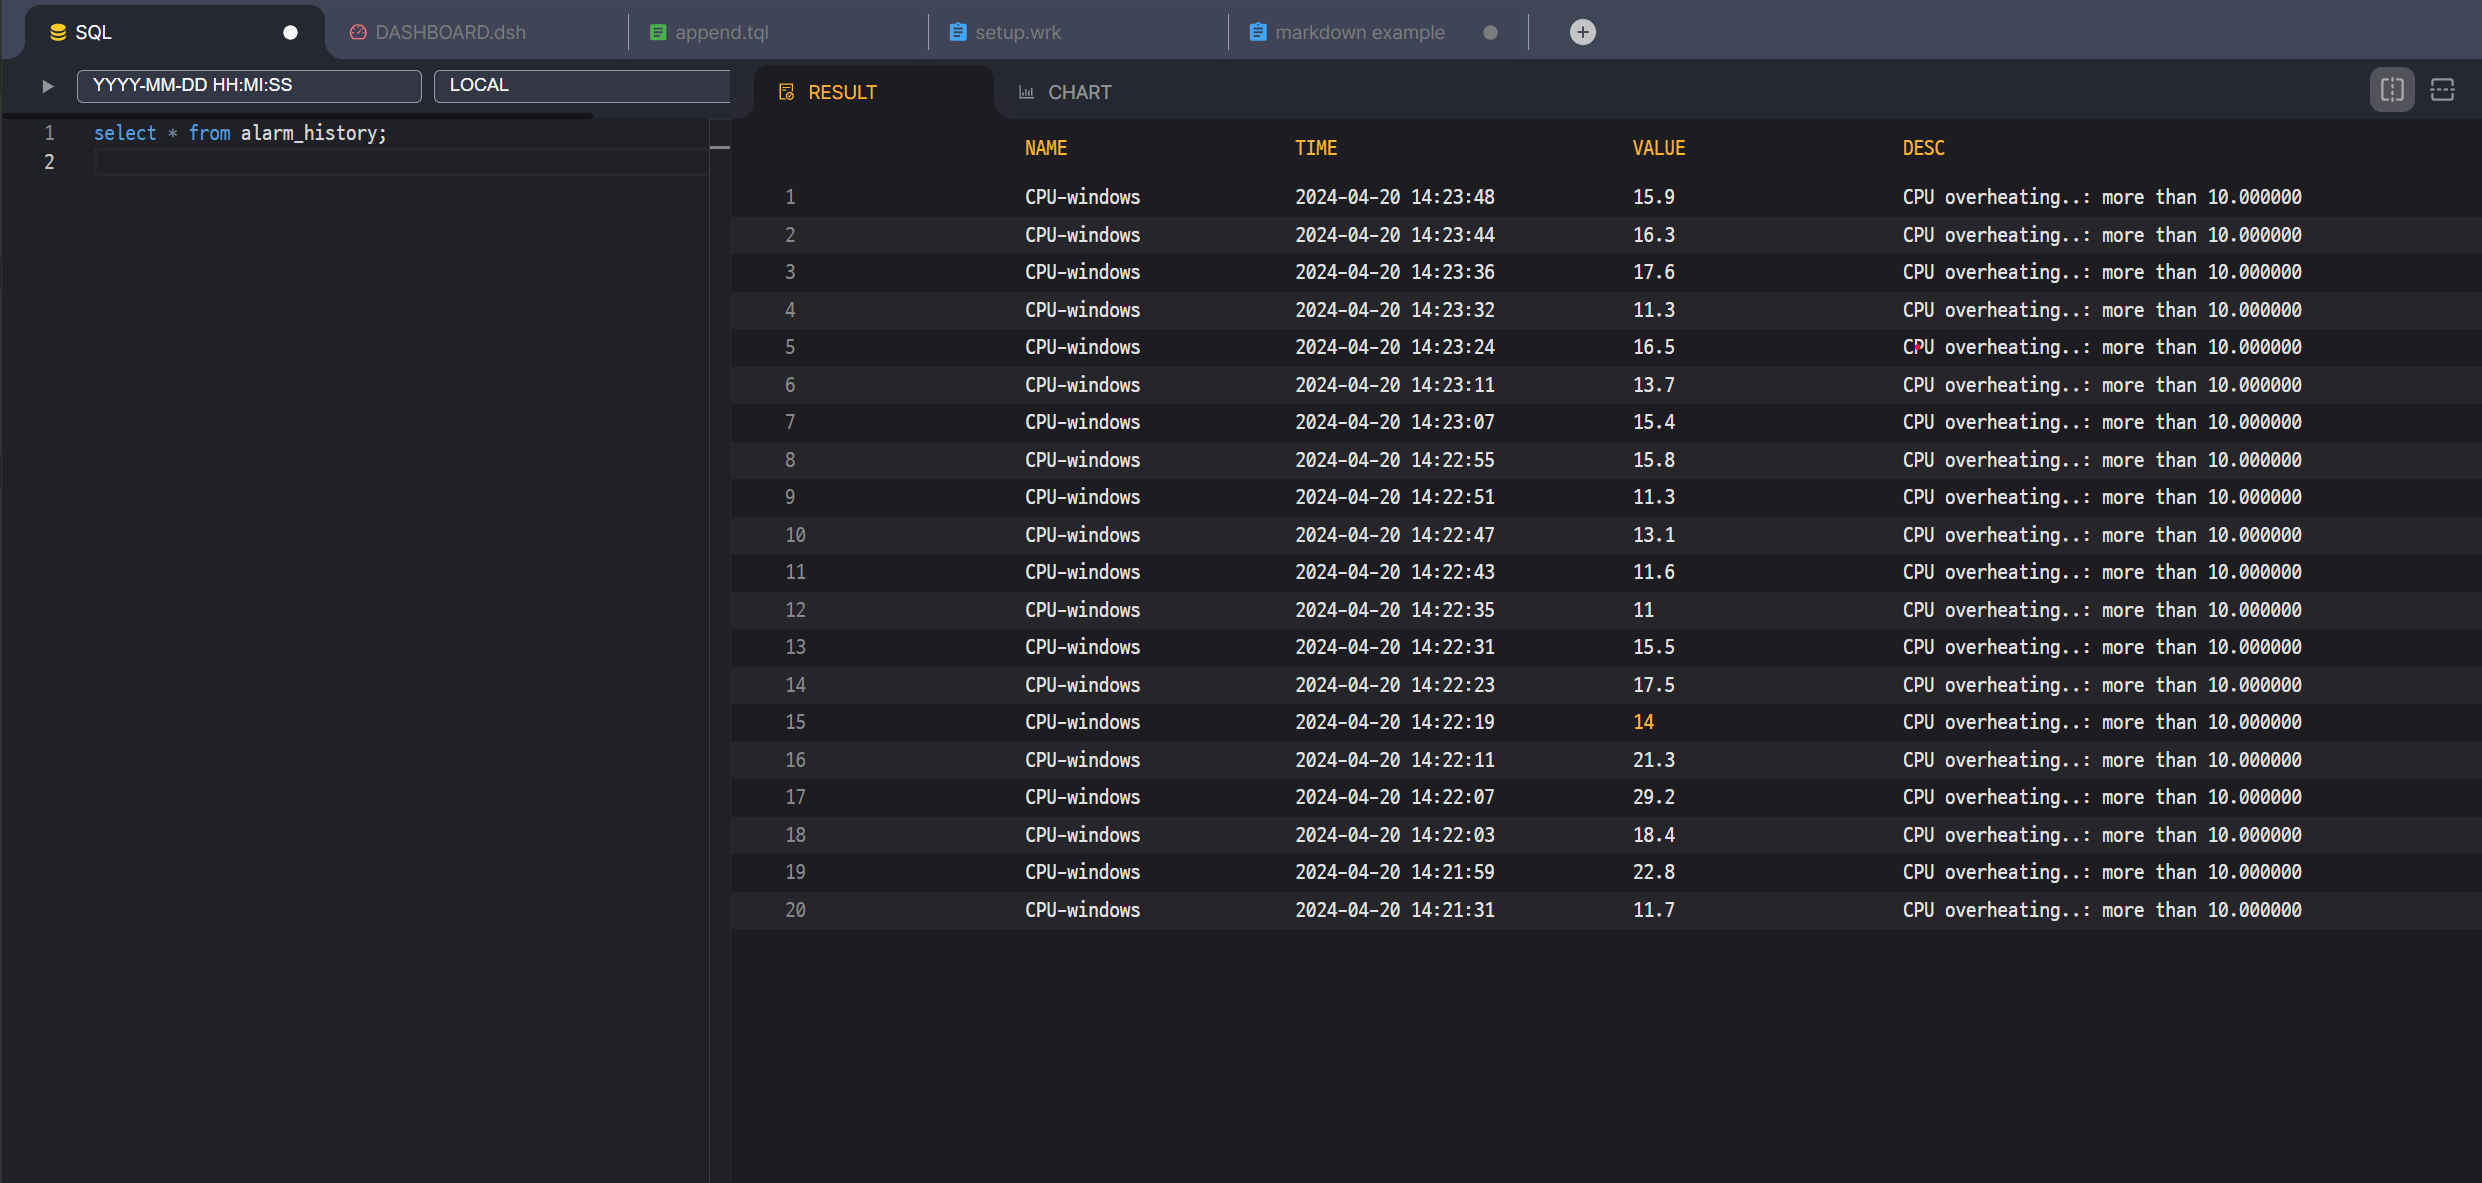 SQL DASHBOARD.dsh append.tql setup.wrk markdown example
YYYY-MM-DD HH:MI:SS LOCAL
1 select * from alarm_history;
2
RESULT CHART
NAME TIME VALUE DESC
1 CPU-windows 2024-04-20 14:23:48 15.9 CPU overheating..: more than 10.000000
2 CPU-windows 2024-04-20 14:23:44 16.3 CPU overheating..: more than 10.000000
3 CPU-windows 2024-04-20 14:23:36 17.6 CPU overheating..: more than 10.000000
4 CPU-windows 2024-04-20 14:23:32 11.3 CPU overheating..: more than 10.000000
5 CPU-windows 2024-04-20 14:23:24 16.5 CPU overheating..: more than 10.000000
6 CPU-windows 2024-04-20 14:23:11 13.7 CPU overheating..: more than 10.000000
7 CPU-windows 2024-04-20 14:23:07 15.4 CPU overheating..: more than 10.000000
8 CPU-windows 2024-04-20 14:22:55 15.8 CPU overheating..: more than 10.000000
9 CPU-windows 2024-04-20 14:22:51 11.3 CPU overheating..: more than 10.000000
10 CPU-windows 2024-04-20 14:22:47 13.1 CPU overheating..: more than 10.000000
11 CPU-windows 2024-04-20 14:22:43 11.6 CPU overheating..: more than 10.000000
12 CPU-windows 2024-04-20 14:22:35 11 CPU overheating..: more than 10.000000
13 CPU-windows 2024-04-20 14:22:31 15.5 CPU overheating..: more than 10.000000
14 CPU-windows 2024-04-20 14:22:23 17.5 CPU overheating..: more than 10.000000
15 CPU-windows 2024-04-20 14:22:19 14 CPU overheating..: more than 10.000000
16 CPU-windows 2024-04-20 14:22:11 21.3 CPU overheating..: more than 10.000000
17 CPU-windows 2024-04-20 14:22:07 29.2 CPU overheating..: more than 10.000000
18 CPU-windows 2024-04-20 14:22:03 18.4 CPU overheating..: more than 10.000000
19 CPU-windows 2024-04-20 14:21:59 22.8 CPU overheating..: more than 10.000000
20 CPU-windows 2024-04-20 14:21:31 11.7 CPU overheating..: more than 10.000000